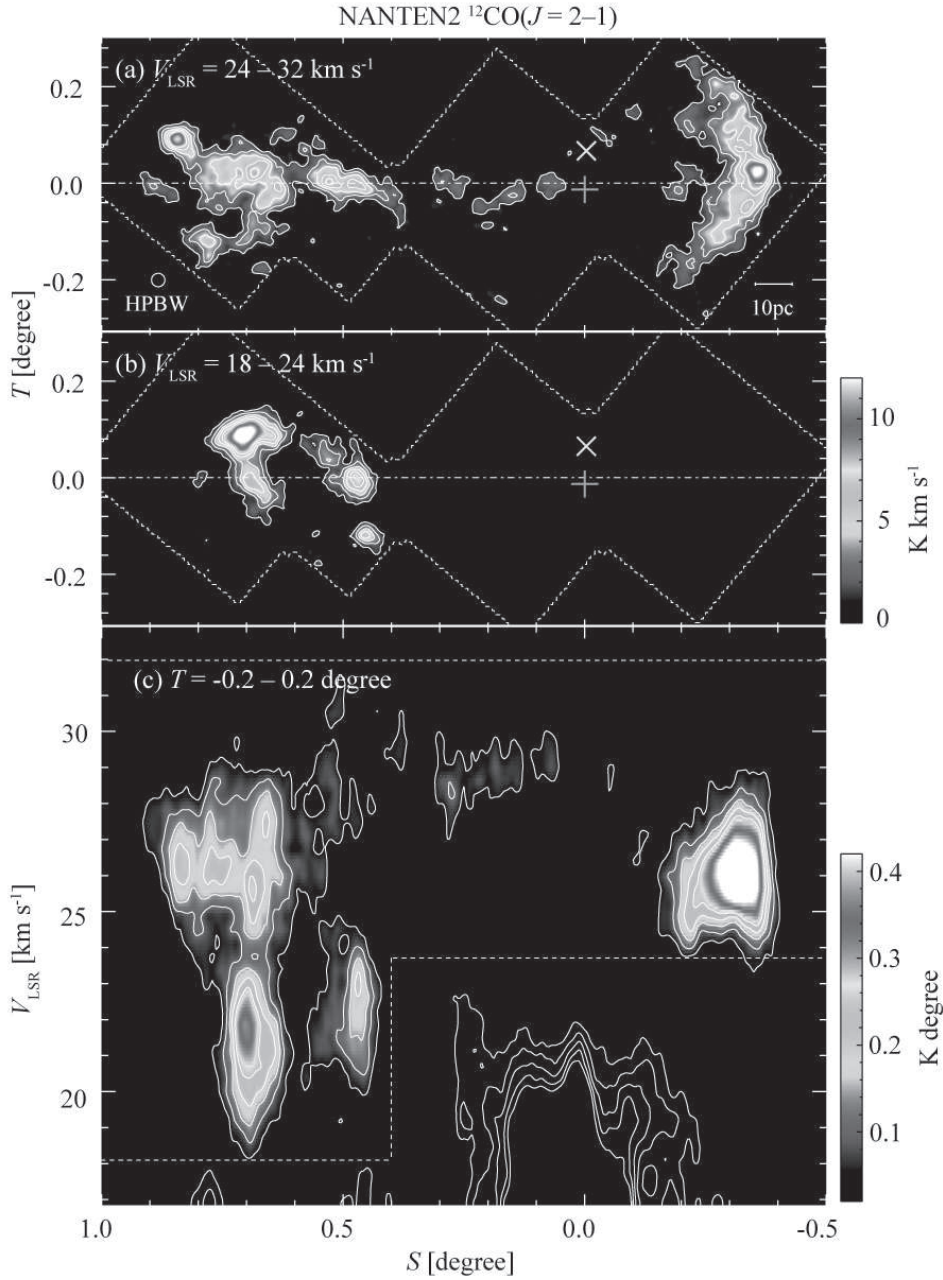 NANTEN2 ¹²CO(J = 2–1)
(a) V_LSR = 24 – 32 km s⁻¹
0.2
0.0
-0.2
HPBW
10pc
T [degree]
(b) V_LSR = 18 – 24 km s⁻¹
0.2
0.0
-0.2
10
5
0
K km s⁻¹
(c) T = -0.2 – 0.2 degree
30
25
20
V_LSR [km s⁻¹]
0.4
0.3
0.2
0.1
K degree
1.0 0.5 0.0 -0.5
S [degree]